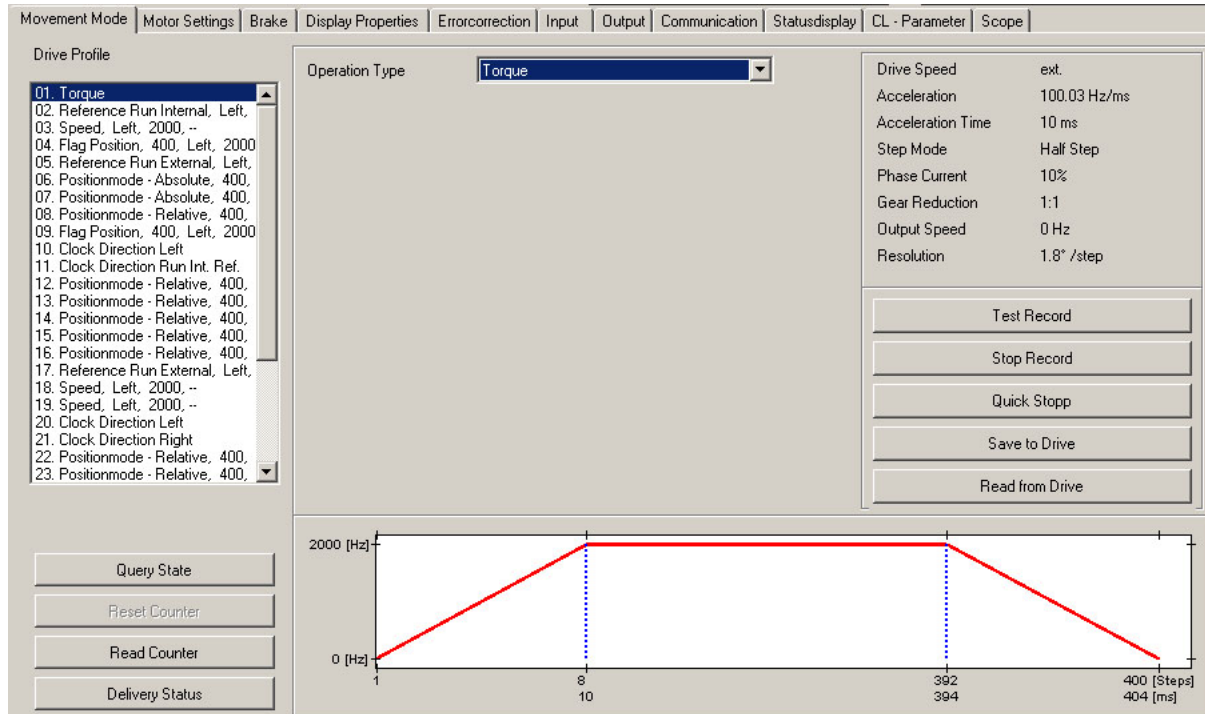 Movement Mode Motor Settings Brake Display Properties Errorcorrection Input Output Communication Statusdisplay CL - Parameter Scope
Drive Profile
01. Torque
02. Reference Run Internal, Left,
03. Speed, Left, 2000, --
04. Flag Position, 400, Left, 2000
05. Reference Run External, Left,
06. Positionmode - Absolute, 400,
07. Positionmode - Absolute, 400,
08. Positionmode - Relative, 400,
09. Flag Position, 400, Left, 2000
10. Clock Direction Left
11. Clock Direction Run Int. Ref.
12. Positionmode - Relative, 400,
13. Positionmode - Relative, 400,
14. Positionmode - Relative, 400,
15. Positionmode - Relative, 400,
16. Positionmode - Relative, 400,
17. Reference Run External, Left,
18. Speed, Left, 2000, --
19. Speed, Left, 2000, --
20. Clock Direction Left
21. Clock Direction Right
22. Positionmode - Relative, 400,
23. Positionmode - Relative, 400,
Query State
Reset Counter
Read Counter
Delivery Status
Operation Type Torque
Drive Speed ext.
Acceleration 100.03 Hz/ms
Acceleration Time 10 ms
Step Mode Half Step
Phase Current 10%
Gear Reduction 1:1
Output Speed 0 Hz
Resolution 1.8° /step
Test Record
Stop Record
Quick Stopp
Save to Drive
Read from Drive
2000 [Hz]
0 [Hz]
1 8 392 400 [Steps]
10 394 404 [ms]